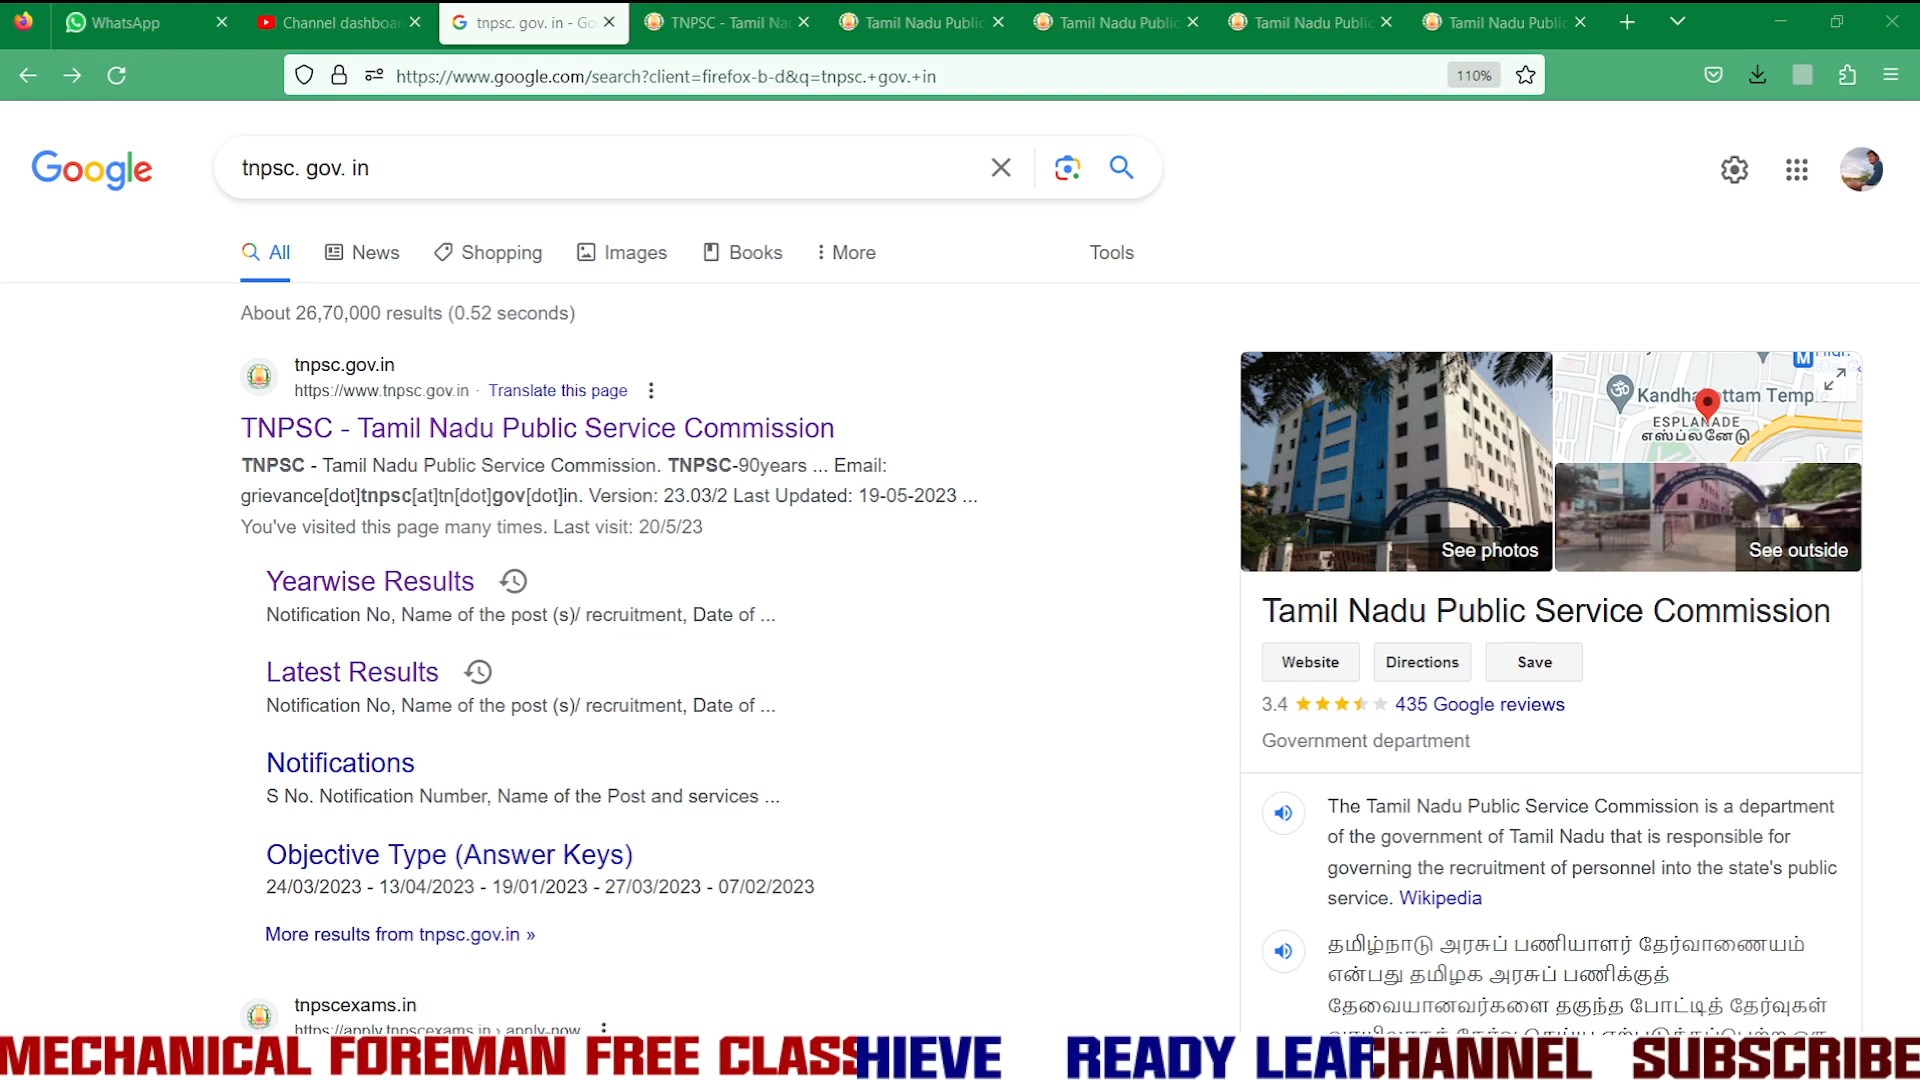 WhatsApp
Channel dashboar
tnpsc. gov. in - Go
TNPSC - Tamil Na
Tamil Nadu Public
Tamil Nadu Public
Tamil Nadu Public
Tamil Nadu Public
https://www.google.com/search?client=firefox-b-d&q=tnpsc.+gov.+in
110%
Google
tnpsc. gov. in
All
News
Shopping
Images
Books
More
Tools
About 26,70,000 results (0.52 seconds)
tnpsc.gov.in
https://www.tnpsc.gov.in · Translate this page
TNPSC - Tamil Nadu Public Service Commission
TNPSC - Tamil Nadu Public Service Commission. TNPSC-90years ... Email:
grievance[dot]tnpsc[at]tn[dot]gov[dot]in. Version: 23.03/2 Last Updated: 19-05-2023 ...
You've visited this page many times. Last visit: 20/5/23
Yearwise Results
Notification No, Name of the post (s)/ recruitment, Date of ...
Latest Results
Notification No, Name of the post (s)/ recruitment, Date of ...
Notifications
S No. Notification Number, Name of the Post and services ...
Objective Type (Answer Keys)
24/03/2023 - 13/04/2023 - 19/01/2023 - 27/03/2023 - 07/02/2023
More results from tnpsc.gov.in »
tnpscexams.in
https://apply.tnpscexams.in › apply-now
ESPLANADE
எஸ்ப்லனேடு
See photos
See outside
Tamil Nadu Public Service Commission
Website
Directions
Save
3.4
435 Google reviews
Government department
The Tamil Nadu Public Service Commission is a department
of the government of Tamil Nadu that is responsible for
governing the recruitment of personnel into the state's public
service. Wikipedia
தமிழ்நாடு அரசுப் பணியாளர் தேர்வாணையம்
என்பது தமிழக அரசுப் பணிக்குத்
தேவையானவர்களை தகுந்த போட்டித் தேர்வுகள்
MECHANICAL FOREMAN FREE CLASS
HIEVE READY LEAR
CHANNEL SUBSCRIBE